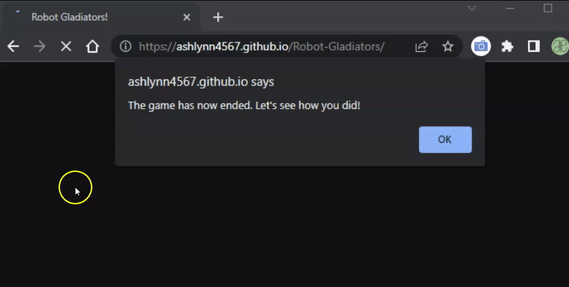 Robot Gladiators!
https://ashlynn4567.github.io/Robot-Gladiators/
ashlynn4567.github.io says
The game has now ended. Let's see how you did!
OK